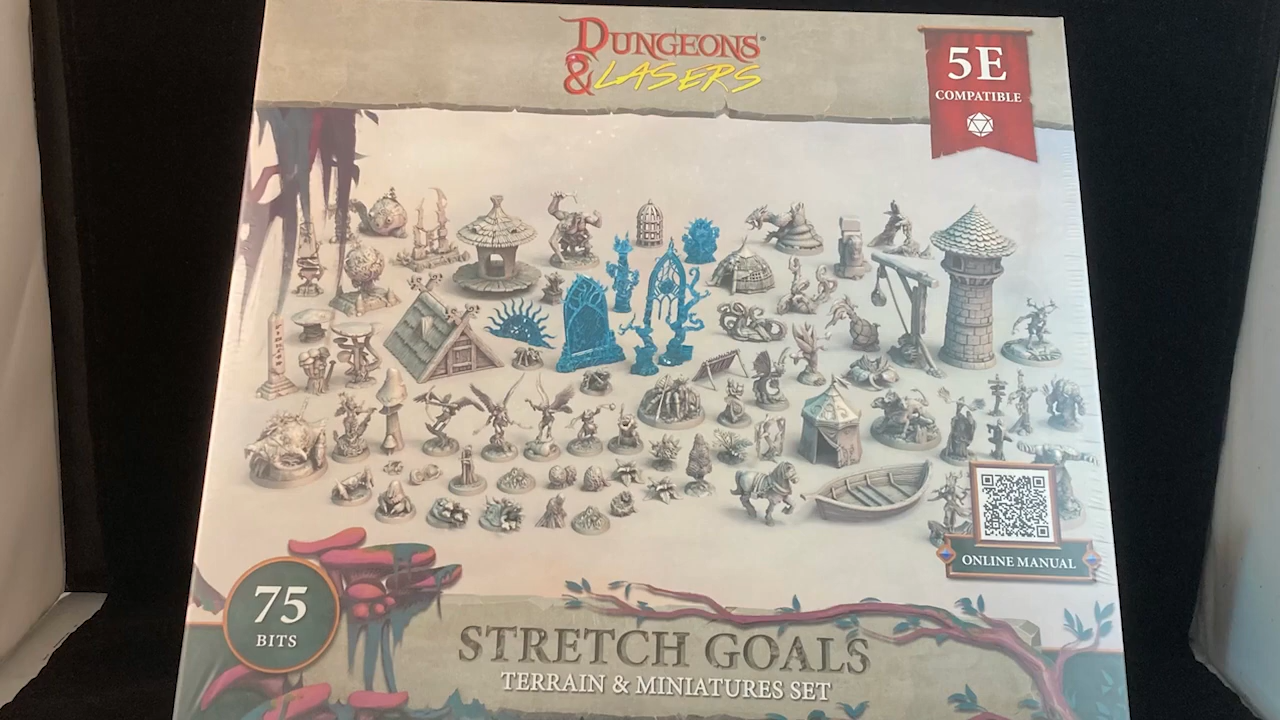 DUNGEONS®
& LASERS
5E
COMPATIBLE
ONLINE MANUAL
75
BITS
STRETCH GOALS
TERRAIN & MINIATURES SET